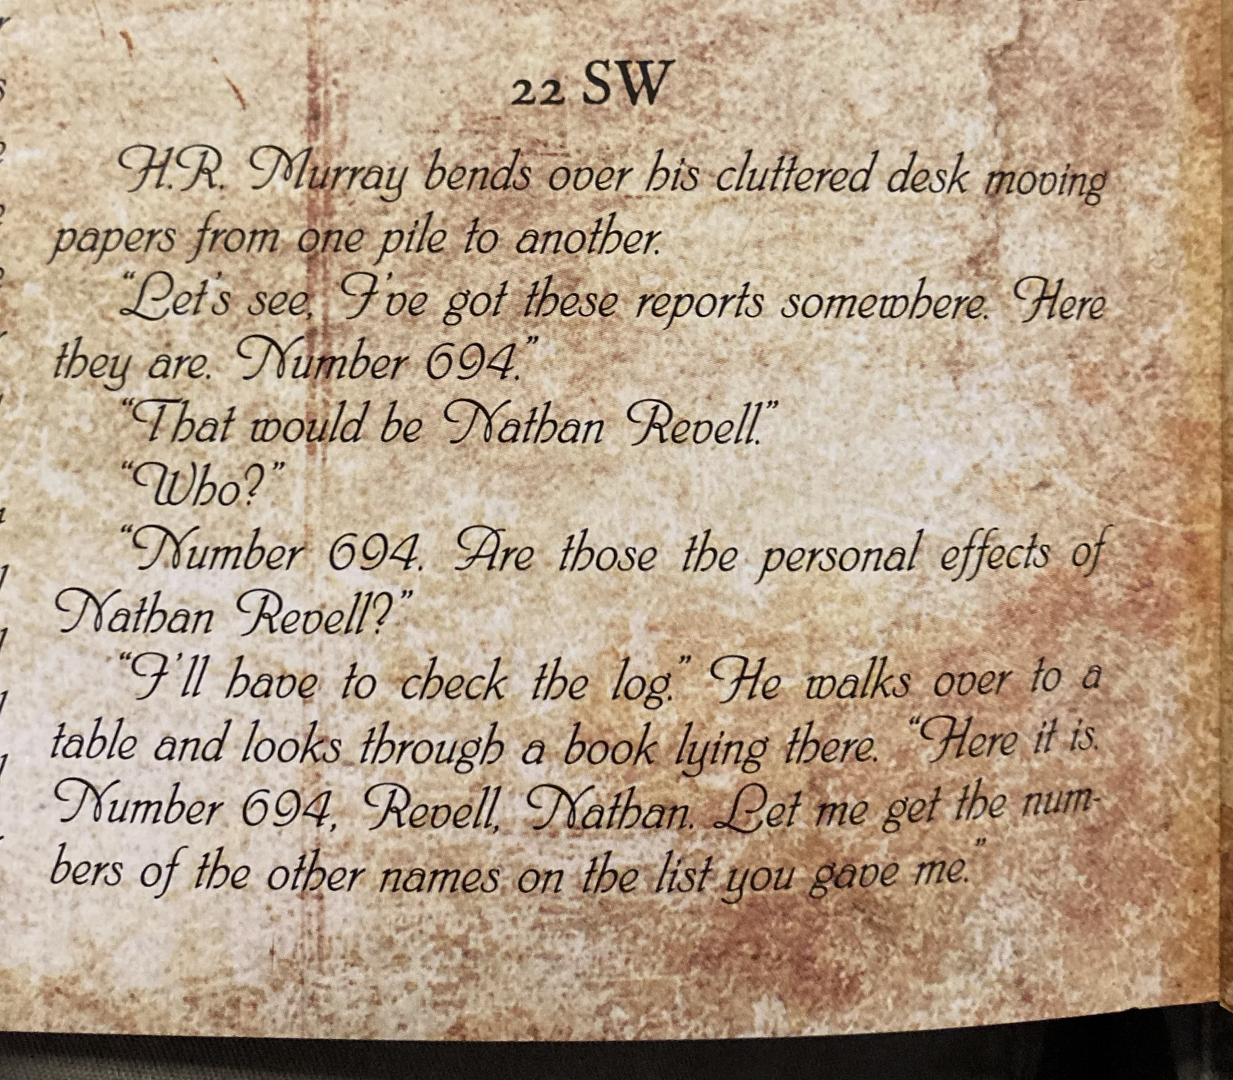 22 SW
H.R. Murray bends over his cluttered desk moving
papers from one pile to another.
“Let's see, I've got these reports somewhere. Here
they are. Number 694.”
“That would be Nathan Revell.”
“Who?”
“Number 694. Are those the personal effects of
Nathan Revell?”
“I'll have to check the log.” He walks over to a
table and looks through a book lying there. “Here it is.
Number 694, Revell, Nathan. Let me get the num-
bers of the other names on the list you gave me.”